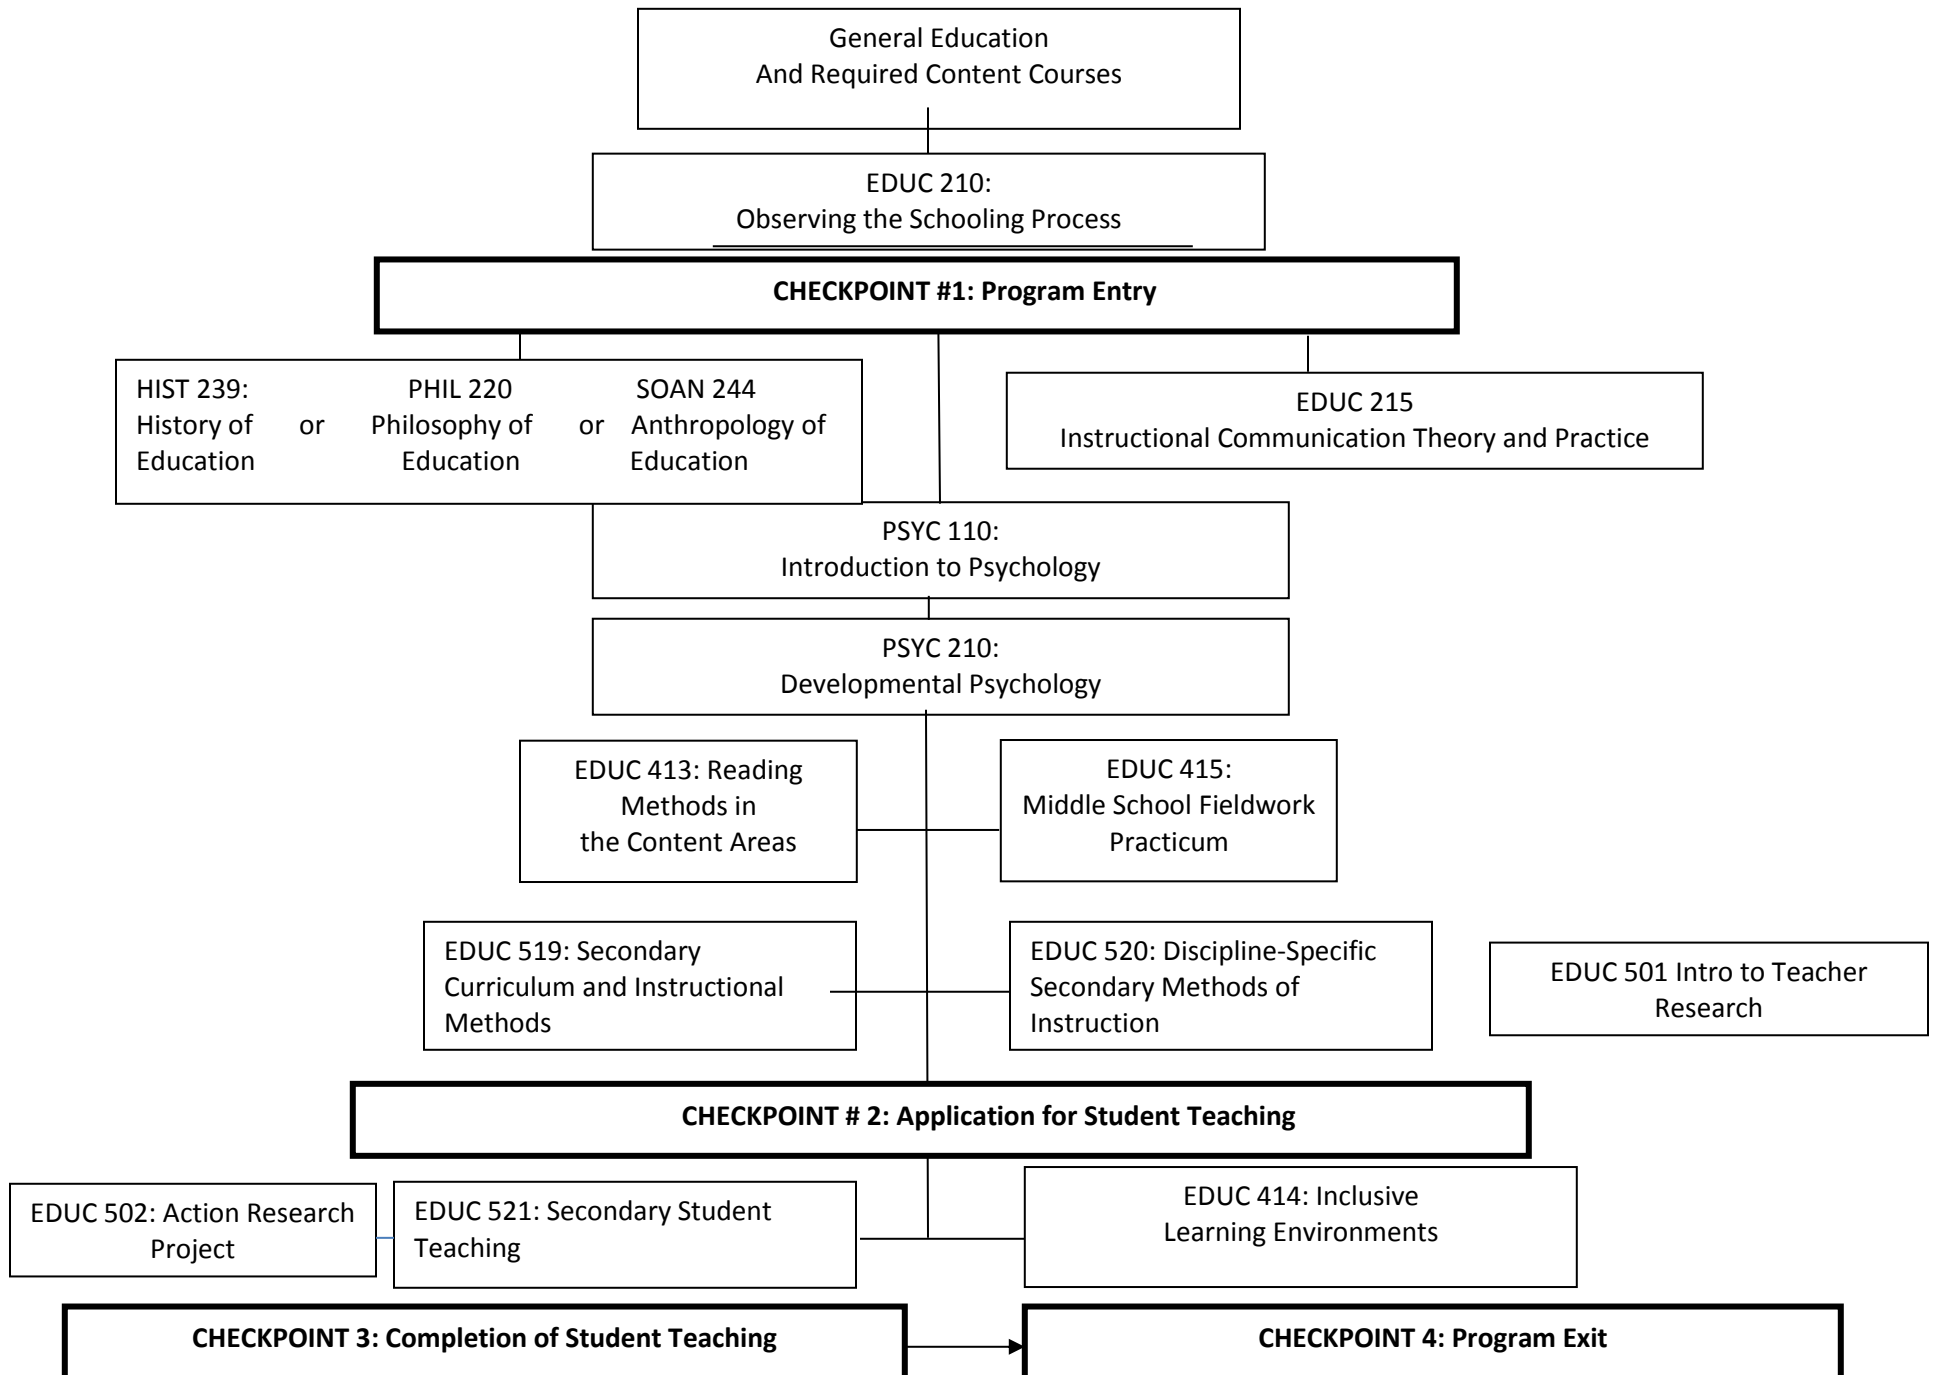 General Education
And Required Content Courses
EDUC 210:
Observing the Schooling Process
CHECKPOINT #1: Program Entry
HIST 239: PHIL 220 SOAN 244
History of or Philosophy of or Anthropology of
Education Education Education
EDUC 215
Instructional Communication Theory and Practice
PSYC 110:
Introduction to Psychology
PSYC 210:
Developmental Psychology
EDUC 413: Reading
Methods in
the Content Areas
EDUC 415:
Middle School Fieldwork
Practicum
EDUC 519: Secondary
Curriculum and Instructional
Methods
EDUC 520: Discipline-Specific
Secondary Methods of
Instruction
EDUC 501 Intro to Teacher
Research
CHECKPOINT # 2: Application for Student Teaching
EDUC 502: Action Research
Project
EDUC 521: Secondary Student
Teaching
EDUC 414: Inclusive
Learning Environments
CHECKPOINT 3: Completion of Student Teaching
CHECKPOINT 4: Program Exit